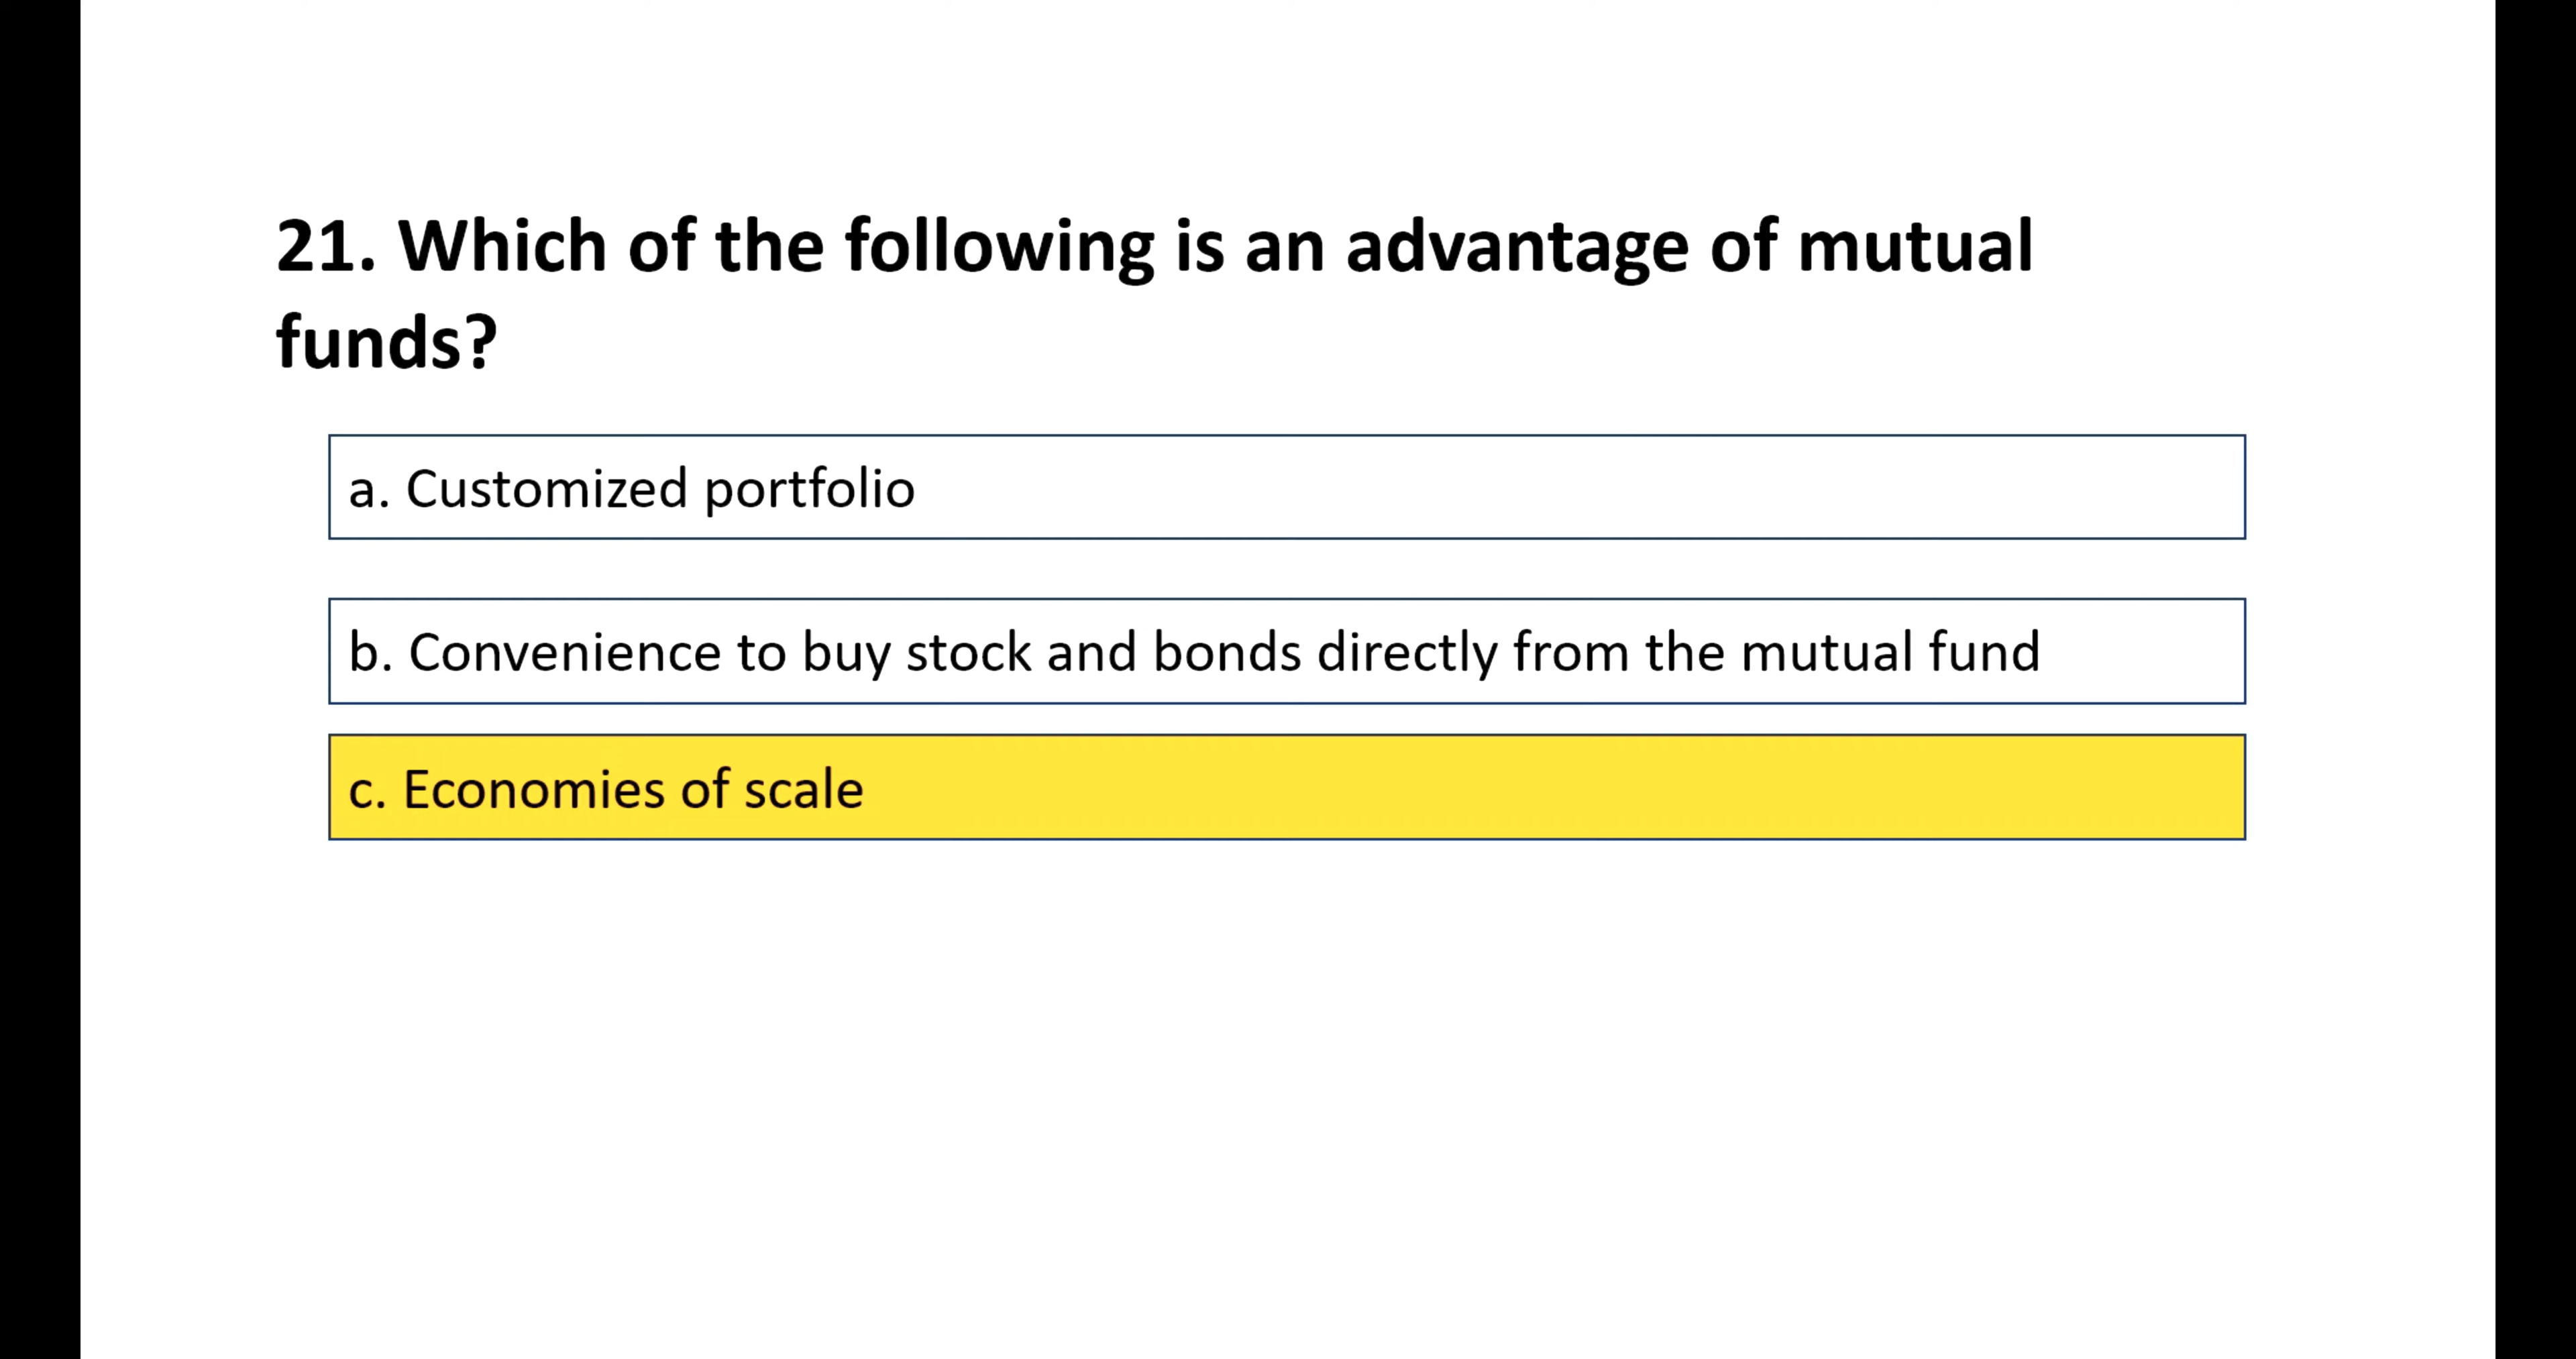 21. Which of the following is an advantage of mutual
funds?
a. Customized portfolio
b. Convenience to buy stock and bonds directly from the mutual fund
c. Economies of scale